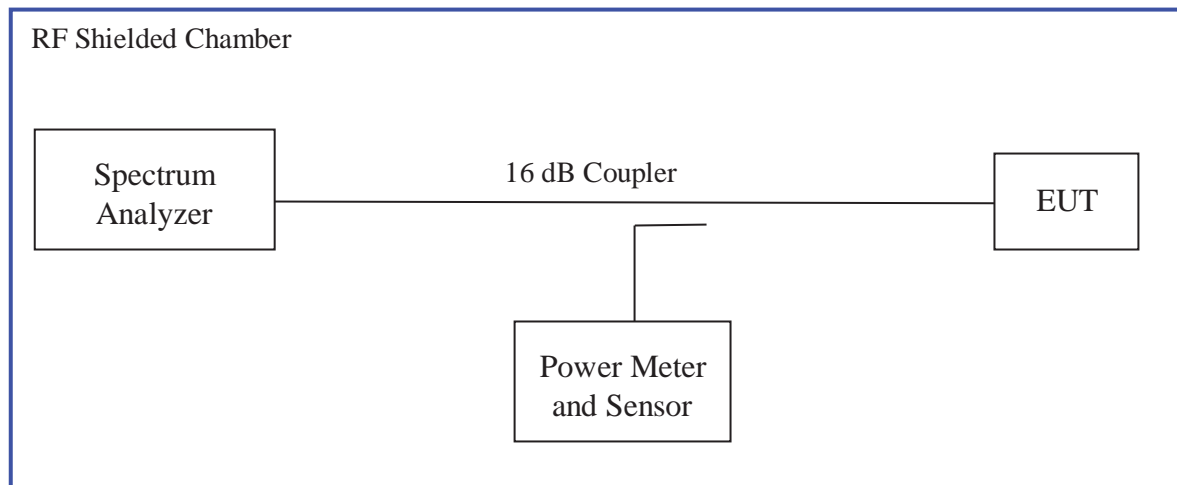 RF Shielded Chamber
Spectrum
Analyzer
16 dB Coupler
EUT
Power Meter
and Sensor